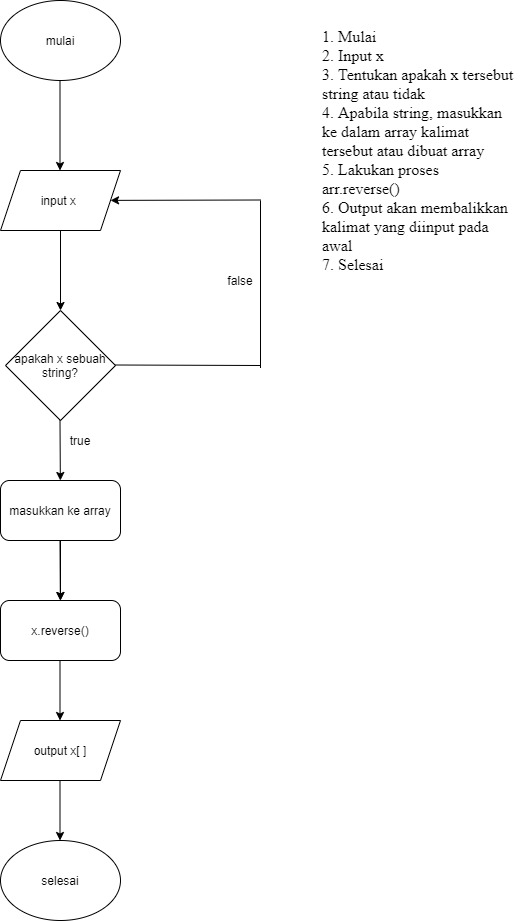 mulai
input x
false
apakah x sebuah
string?
true
masukkan ke array
x.reverse()
output x[ ]
selesai
1. Mulai
2. Input x
3. Tentukan apakah x tersebut
string atau tidak
4. Apabila string, masukkan
ke dalam array kalimat
tersebut atau dibuat array
5. Lakukan proses
arr.reverse()
6. Output akan membalikkan
kalimat yang diinput pada
awal
7. Selesai